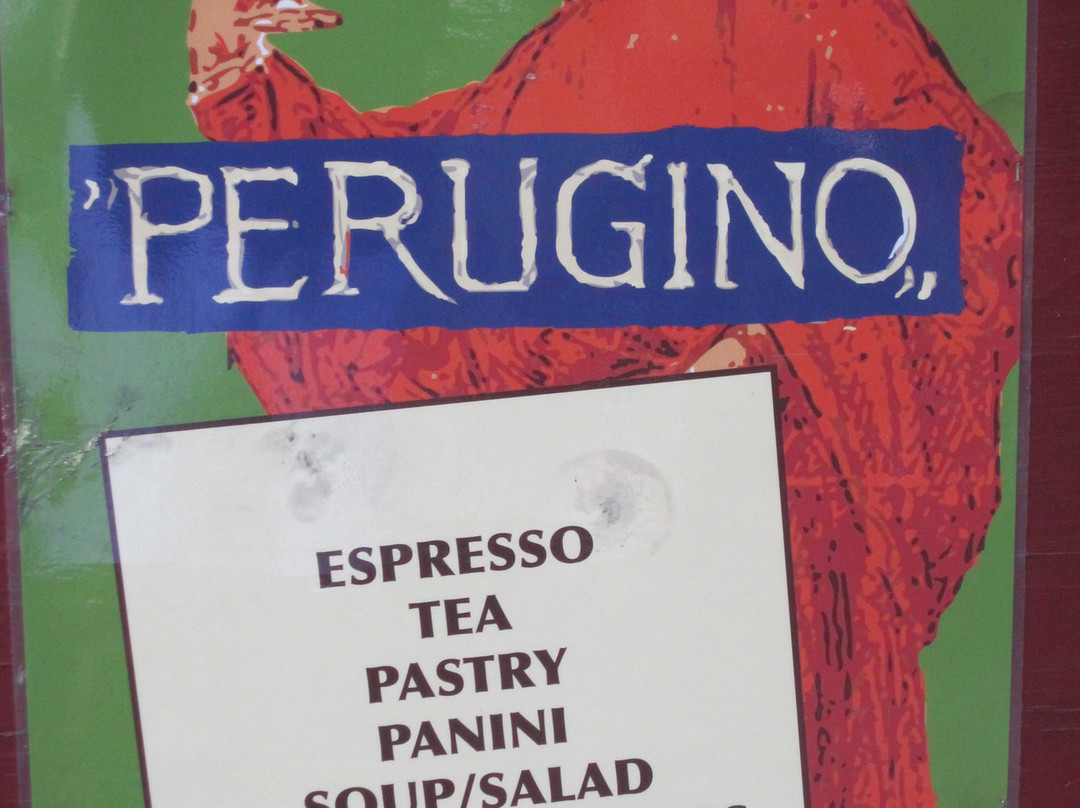 "PERUGINO„
ESPRESSO
TEA
PASTRY
PANINI
SOUP/SALAD